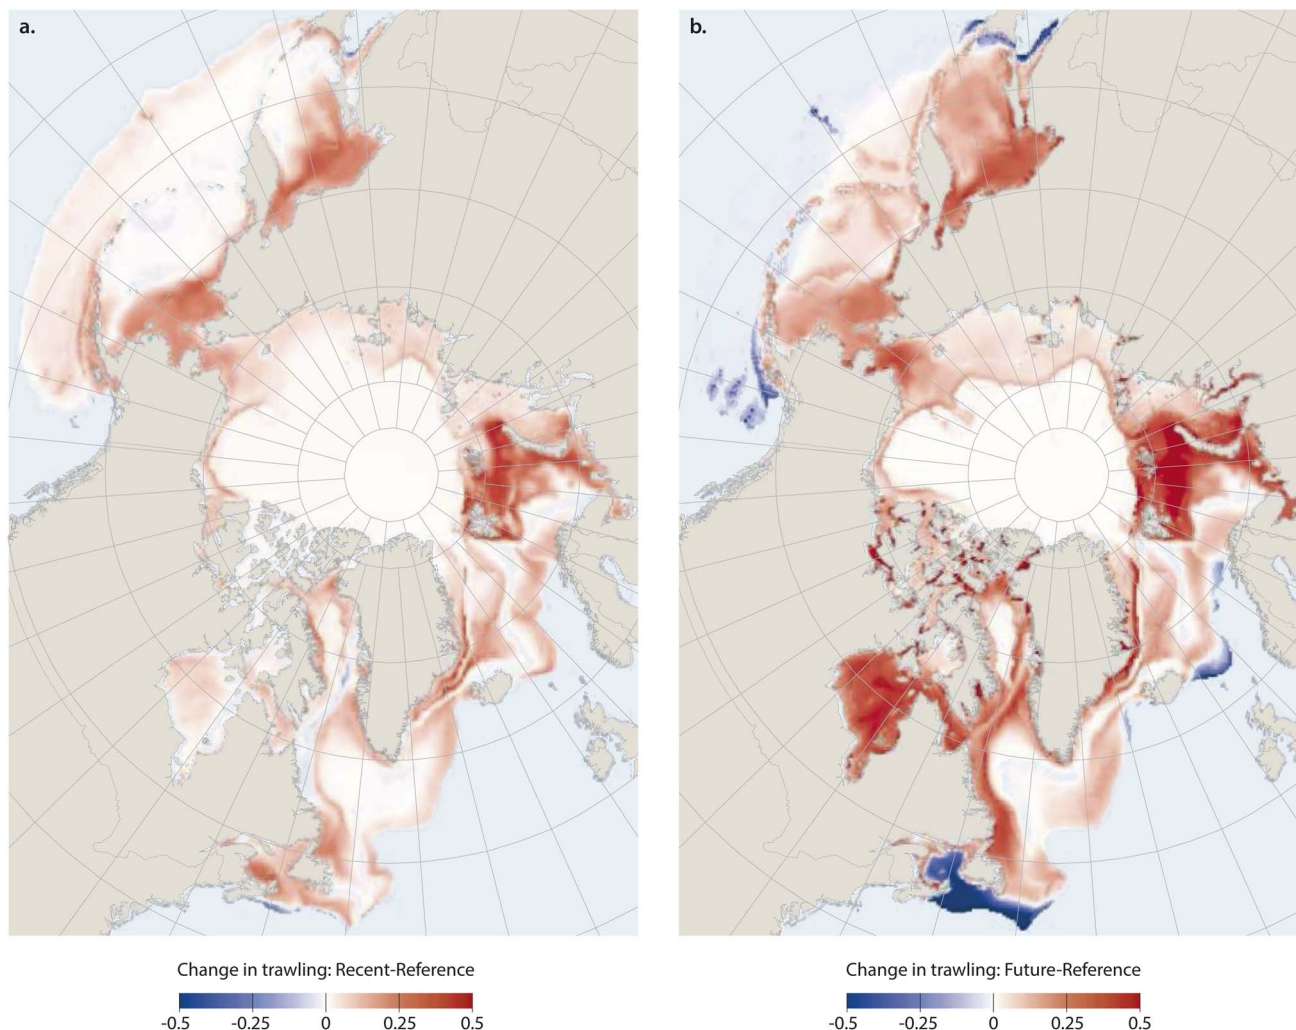 a.
b.
Change in trawling: Recent-Reference
-0.5 -0.25 0 0.25 0.5
Change in trawling: Future-Reference
-0.5 -0.25 0 0.25 0.5